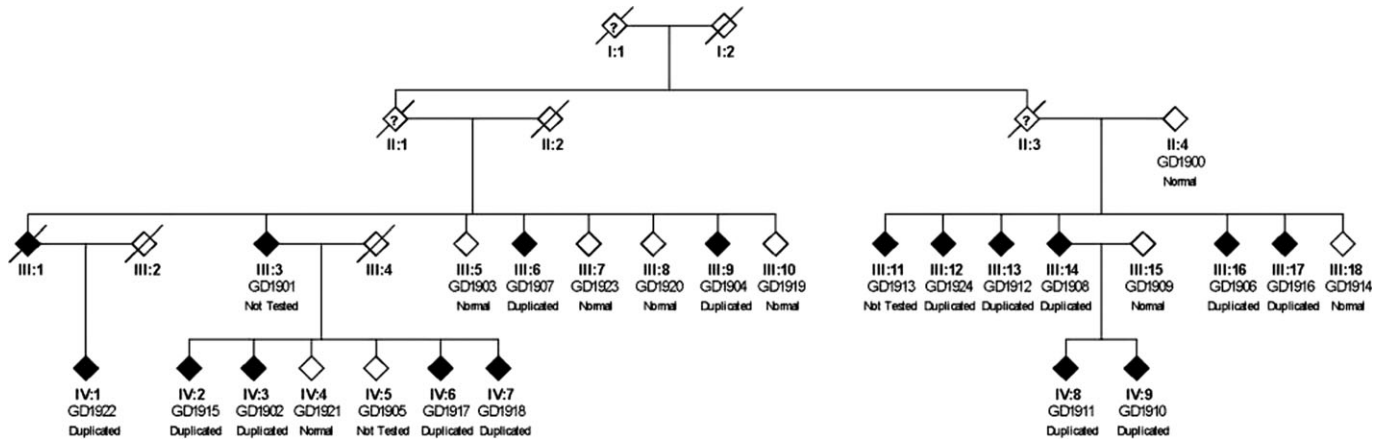 ? ?
I:1 I:2
? ?
II:1 II:2 II:3 II:4
GD1900
Normal
III:1 III:2 III:3 III:4 III:5 III:6 III:7 III:8 III:9 III:10 III:11 III:12 III:13 III:14 III:15 III:16 III:17 III:18
GD1901 GD1903 GD1907 GD1923 GD1920 GD1904 GD1919 GD1913 GD1924 GD1912 GD1908 GD1909 GD1906 GD1916 GD1914
Not Tested Normal Duplicated Normal Normal Duplicated Normal Not Tested Duplicated Duplicated Duplicated Normal Duplicated Duplicated Normal
IV:1 IV:2 IV:3 IV:4 IV:5 IV:6 IV:7 IV:8 IV:9
GD1922 GD1915 GD1902 GD1921 GD1905 GD1917 GD1918 GD1911 GD1910
Duplicated Duplicated Duplicated Normal Not Tested Duplicated Duplicated Duplicated Duplicated